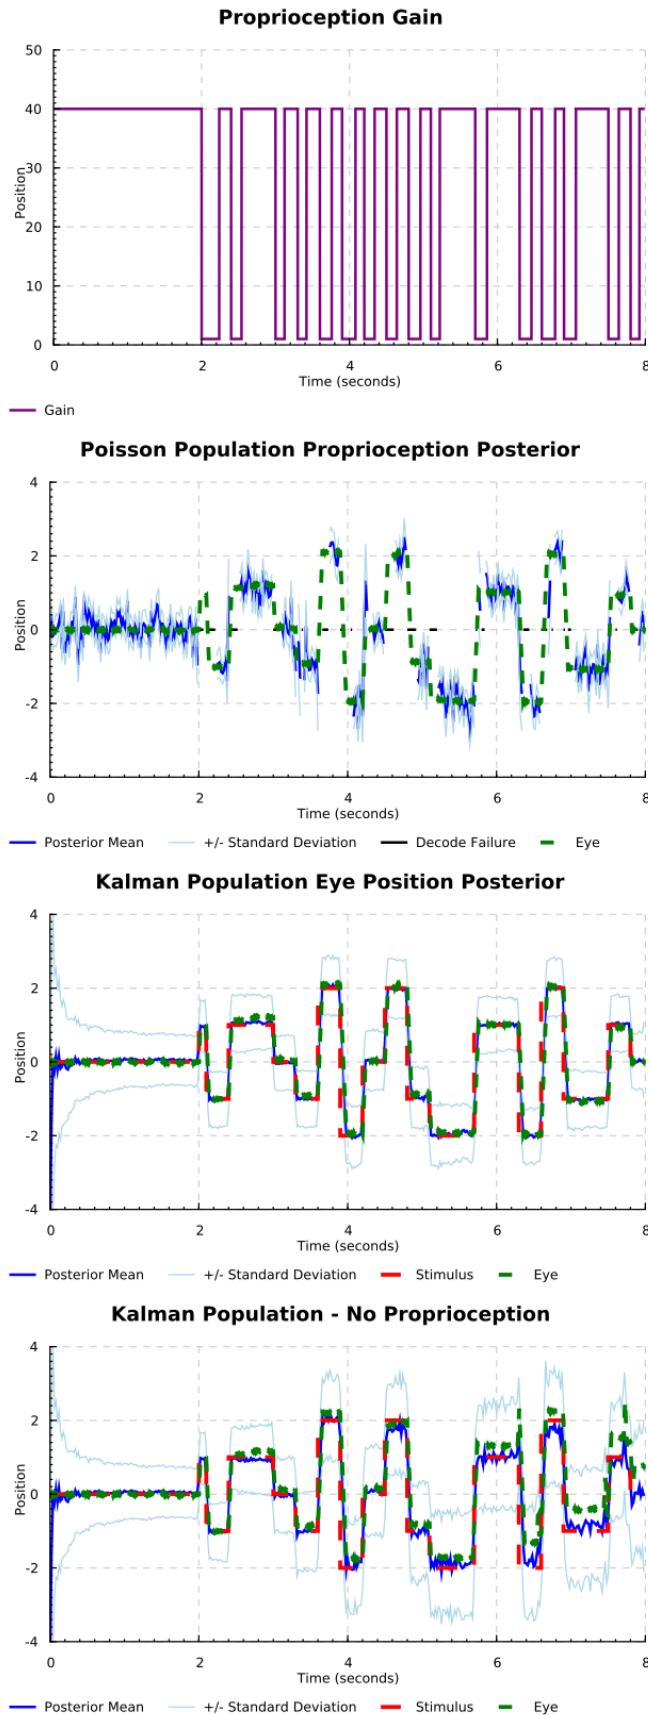 Proprioception Gain
50
40
30
20
10
0
Position
0 2 4 6 8
Time (seconds)
Gain
Poisson Population Proprioception Posterior
4
2
0
-2
-4
Position
0 2 4 6 8
Time (seconds)
Posterior Mean +/- Standard Deviation Decode Failure Eye
Kalman Population Eye Position Posterior
4
2
0
-2
-4
Position
0 2 4 6 8
Time (seconds)
Posterior Mean +/- Standard Deviation Stimulus Eye
Kalman Population - No Proprioception
4
2
0
-2
-4
Position
0 2 4 6 8
Time (seconds)
Posterior Mean +/- Standard Deviation Stimulus Eye